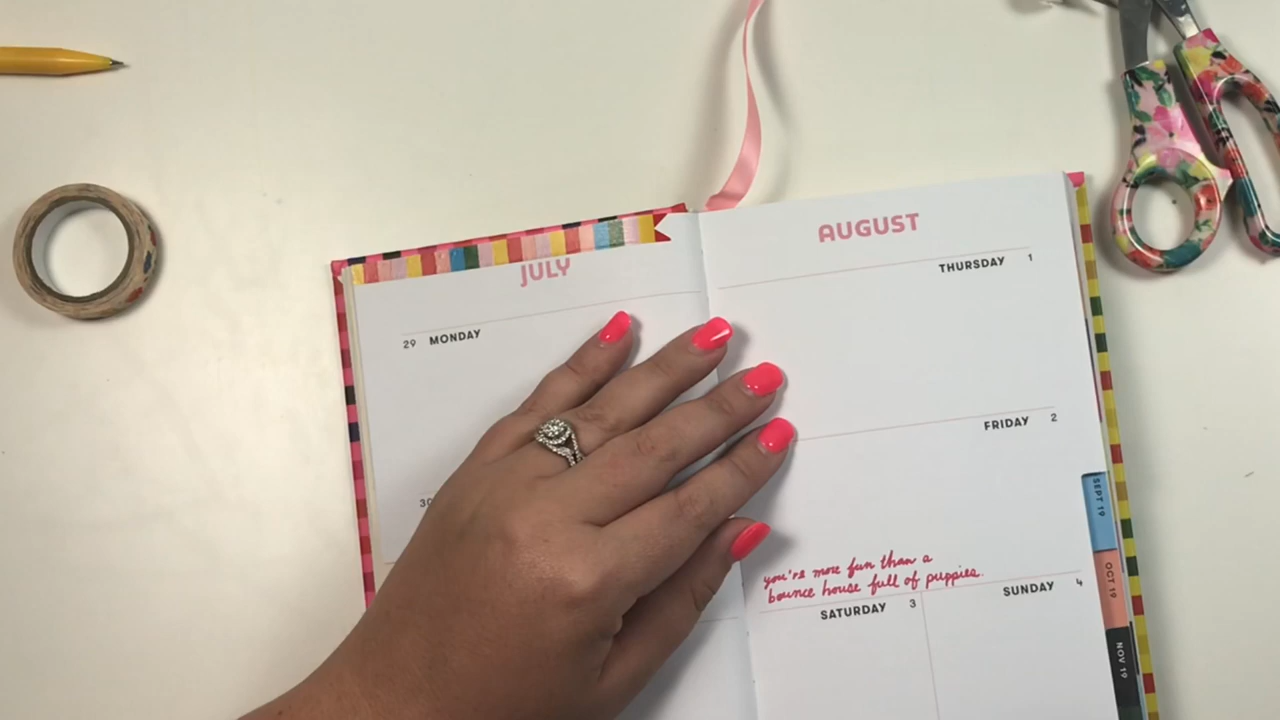 JULY
29 MONDAY
30
AUGUST
THURSDAY 1
FRIDAY 2
you're more fun than a
bounce house full of puppies.
SATURDAY 3
SUNDAY 4
SEPT 19
OCT 19
NOV 19